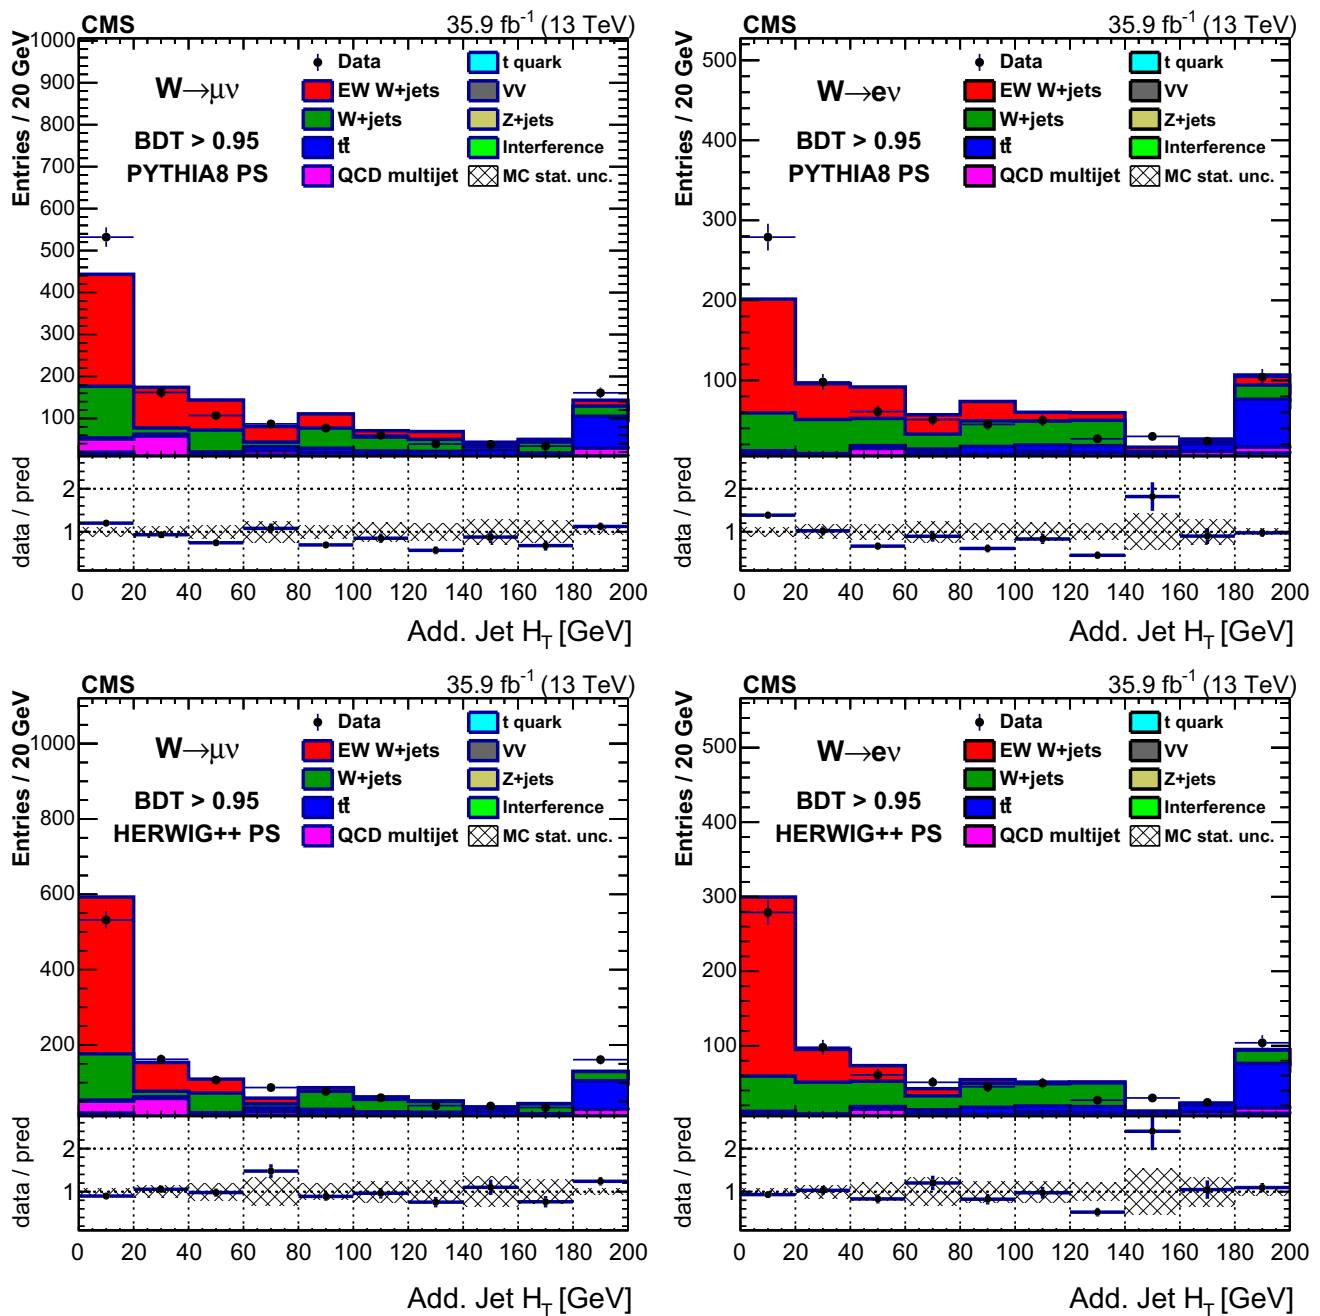 CMS 35.9 fb⁻¹ (13 TeV)
Entries / 20 GeV
1000
900
800
700
600
500
400
300
200
100
W→μν
BDT > 0.95
PYTHIA8 PS
Data
EW W+jets
W+jets
tt̄
QCD multijet
t quark
VV
Z+jets
Interference
MC stat. unc.
data / pred
2
1
0 20 40 60 80 100 120 140 160 180 200
Add. Jet H_T [GeV]
CMS 35.9 fb⁻¹ (13 TeV)
Entries / 20 GeV
500
400
300
200
100
W→eν
BDT > 0.95
PYTHIA8 PS
Data
EW W+jets
W+jets
tt̄
QCD multijet
t quark
VV
Z+jets
Interference
MC stat. unc.
data / pred
2
1
0 20 40 60 80 100 120 140 160 180 200
Add. Jet H_T [GeV]
CMS 35.9 fb⁻¹ (13 TeV)
Entries / 20 GeV
1000
800
600
400
200
W→μν
BDT > 0.95
HERWIG++ PS
Data
EW W+jets
W+jets
tt̄
QCD multijet
t quark
VV
Z+jets
Interference
MC stat. unc.
data / pred
2
1
0 20 40 60 80 100 120 140 160 180 200
Add. Jet H_T [GeV]
CMS 35.9 fb⁻¹ (13 TeV)
Entries / 20 GeV
500
400
300
200
100
W→eν
BDT > 0.95
HERWIG++ PS
Data
EW W+jets
W+jets
tt̄
QCD multijet
t quark
VV
Z+jets
Interference
MC stat. unc.
data / pred
2
1
0 20 40 60 80 100 120 140 160 180 200
Add. Jet H_T [GeV]